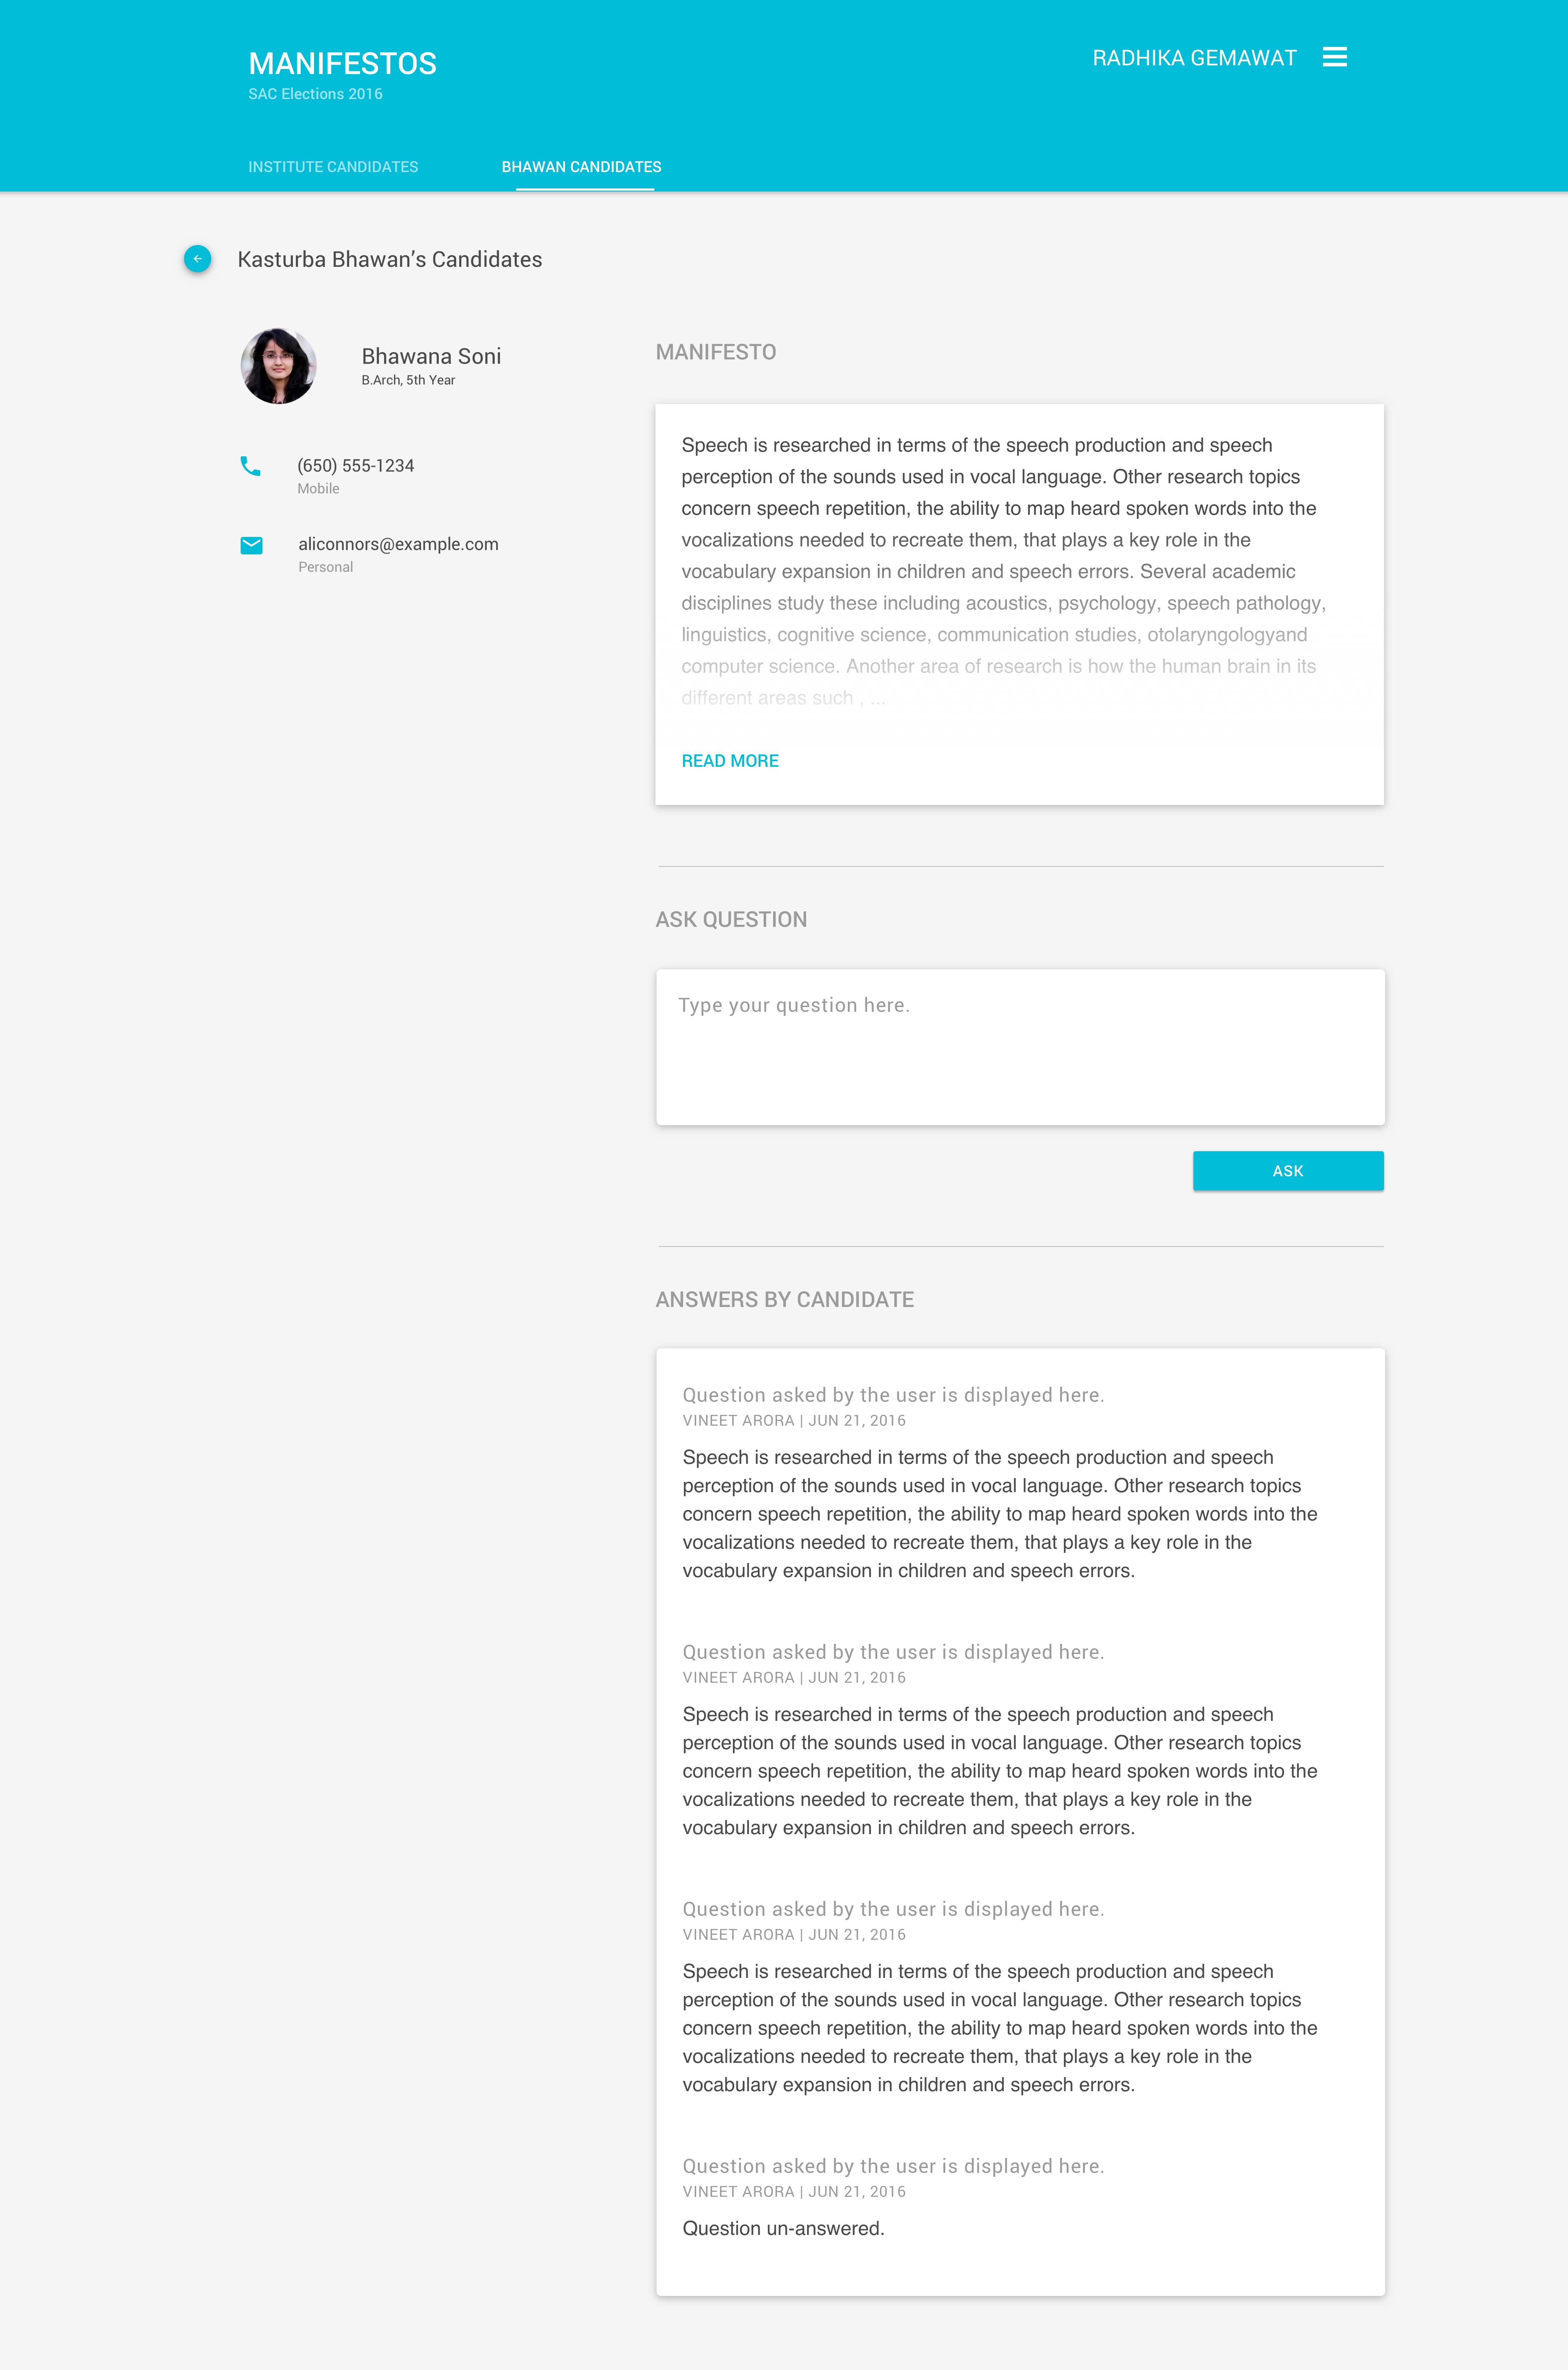 MANIFESTOS
SAC Elections 2016
RADHIKA GEMAWAT
INSTITUTE CANDIDATES
BHAWAN CANDIDATES
Kasturba Bhawan’s Candidates
Bhawana Soni
B.Arch, 5th Year
(650) 555-1234
Mobile
aliconnors@example.com
Personal
MANIFESTO
Speech is researched in terms of the speech production and speech
perception of the sounds used in vocal language. Other research topics
concern speech repetition, the ability to map heard spoken words into the
vocalizations needed to recreate them, that plays a key role in the
vocabulary expansion in children and speech errors. Several academic
disciplines study these including acoustics, psychology, speech pathology,
linguistics, cognitive science, communication studies, otolaryngologyand
computer science. Another area of research is how the human brain in its
different areas such , ...
READ MORE
ASK QUESTION
Type your question here.
ASK
ANSWERS BY CANDIDATE
Question asked by the user is displayed here.
VINEET ARORA | JUN 21, 2016
Speech is researched in terms of the speech production and speech
perception of the sounds used in vocal language. Other research topics
concern speech repetition, the ability to map heard spoken words into the
vocalizations needed to recreate them, that plays a key role in the
vocabulary expansion in children and speech errors.
Question asked by the user is displayed here.
VINEET ARORA | JUN 21, 2016
Speech is researched in terms of the speech production and speech
perception of the sounds used in vocal language. Other research topics
concern speech repetition, the ability to map heard spoken words into the
vocalizations needed to recreate them, that plays a key role in the
vocabulary expansion in children and speech errors.
Question asked by the user is displayed here.
VINEET ARORA | JUN 21, 2016
Speech is researched in terms of the speech production and speech
perception of the sounds used in vocal language. Other research topics
concern speech repetition, the ability to map heard spoken words into the
vocalizations needed to recreate them, that plays a key role in the
vocabulary expansion in children and speech errors.
Question asked by the user is displayed here.
VINEET ARORA | JUN 21, 2016
Question un-answered.